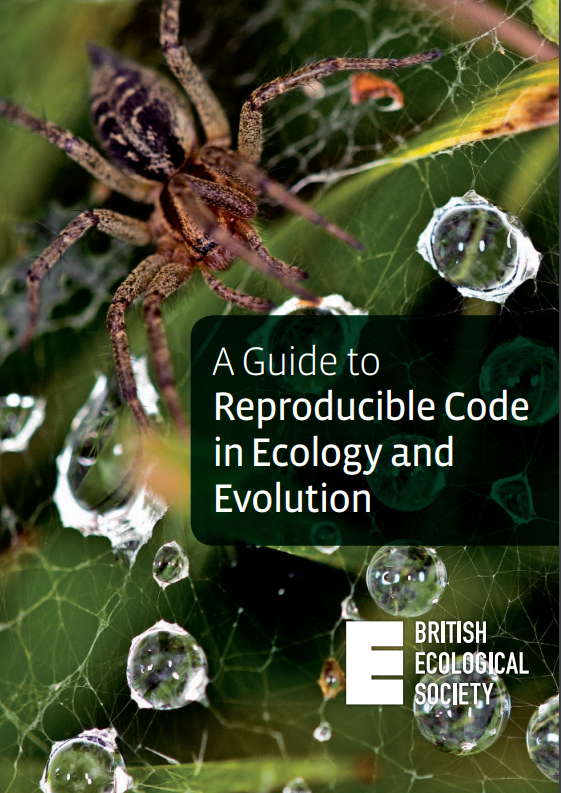 A Guide to
Reproducible Code
in Ecology and
Evolution
BRITISH
ECOLOGICAL
SOCIETY